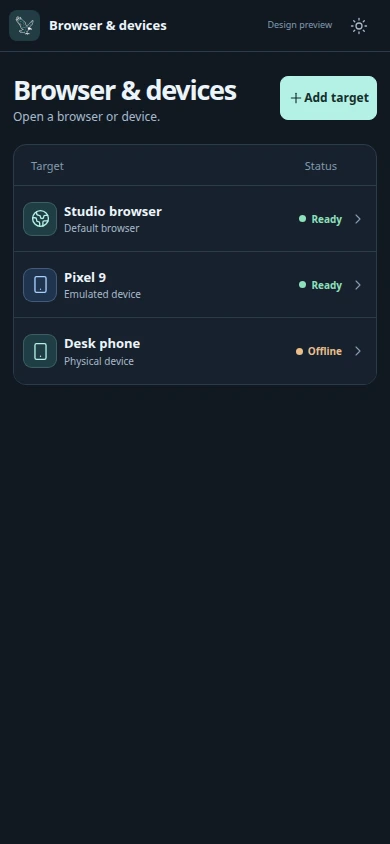 Browser & devices
Design preview
Browser & devices
Open a browser or device.
Add target
Target
Status
Studio browser
Default browser
Ready
Pixel 9
Emulated device
Ready
Desk phone
Physical device
Offline